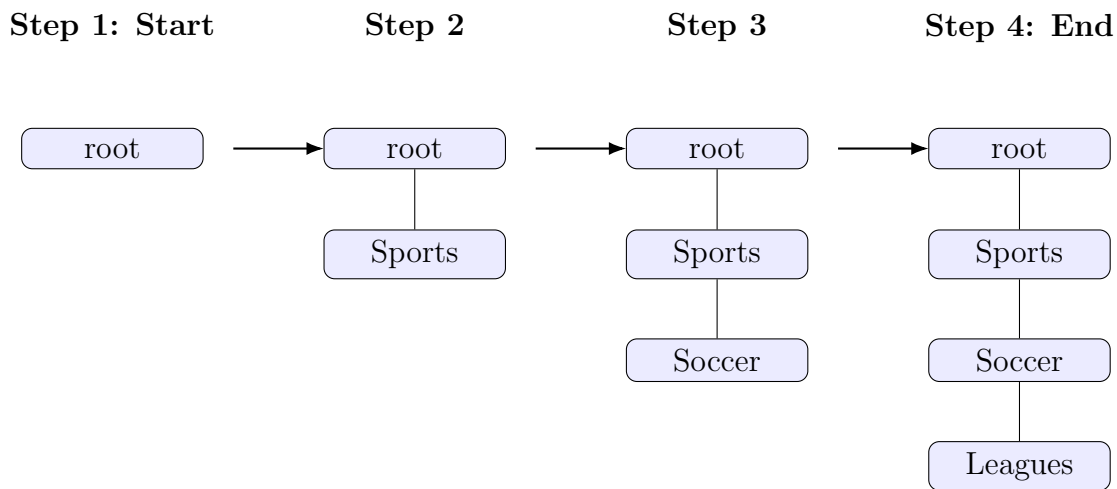 Step 1: Start Step 2 Step 3 Step 4: End
root root root root
Sports Sports Sports
Soccer Soccer
Leagues